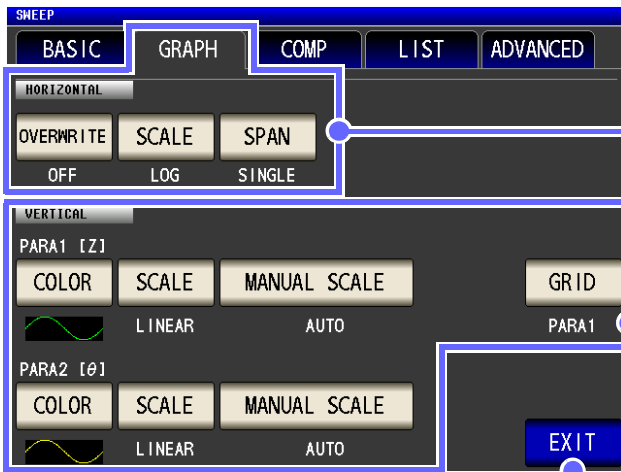 SWEEP
BASIC GRAPH COMP LIST ADVANCED
HORIZONTAL
OVERWRITE SCALE SPAN
OFF LOG SINGLE
VERTICAL
PARA1 [Z]
COLOR SCALE MANUAL SCALE GRID
LINEAR AUTO PARA1
PARA2 [θ]
COLOR SCALE MANUAL SCALE
LINEAR AUTO EXIT